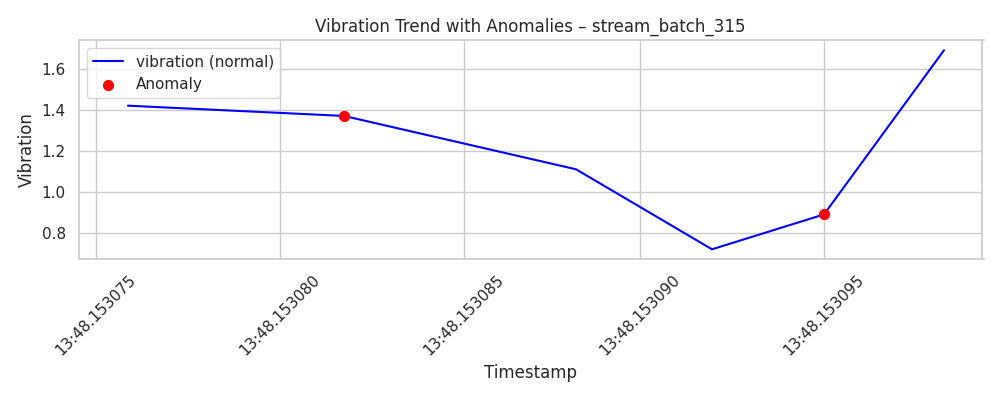 Vibration Trend with Anomalies – stream_batch_315
vibration (normal)
Anomaly
Vibration
1.6
1.4
1.2
1.0
0.8
13:48.153075
13:48.153080
13:48.153085
13:48.153090
13:48.153095
Timestamp